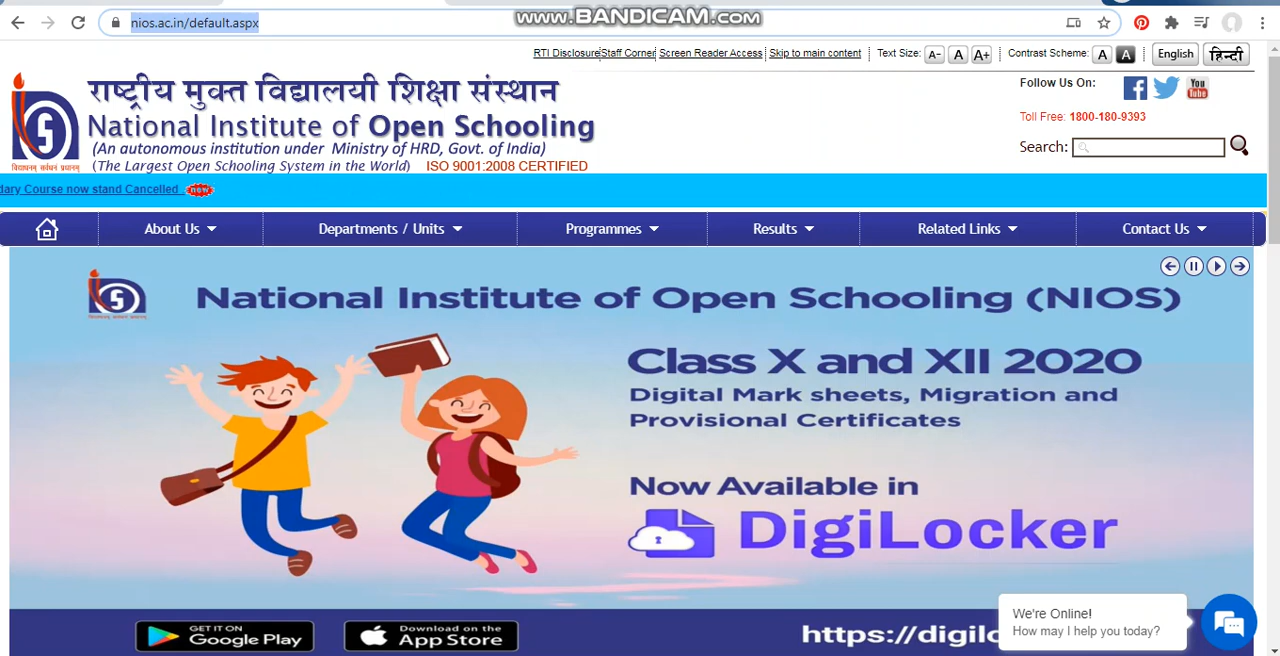 www.BANDICAM.com
nios.ac.in/default.aspx
RTI Disclosure Staff Corner Screen Reader Access Skip to main content Text Size: A- A A+ Contrast Scheme: A A English हिन्दी
राष्ट्रीय मुक्त विद्यालयी शिक्षा संस्थान
National Institute of Open Schooling
(An autonomous institution under Ministry of HRD, Govt. of India)
(The Largest Open Schooling System in the World) ISO 9001:2008 CERTIFIED
Follow Us On: You Tube
Toll Free: 1800-180-9393
Search:
dary Course now stand Cancelled new
About Us Departments / Units Programmes Results Related Links Contact Us
National Institute of Open Schooling (NIOS)
Class X and XII 2020
Digital Mark sheets, Migration and
Provisional Certificates
Now Available in
DigiLocker
GET IT ON
Google Play
Download on the
App Store
https://digilo
We're Online!
How may I help you today?